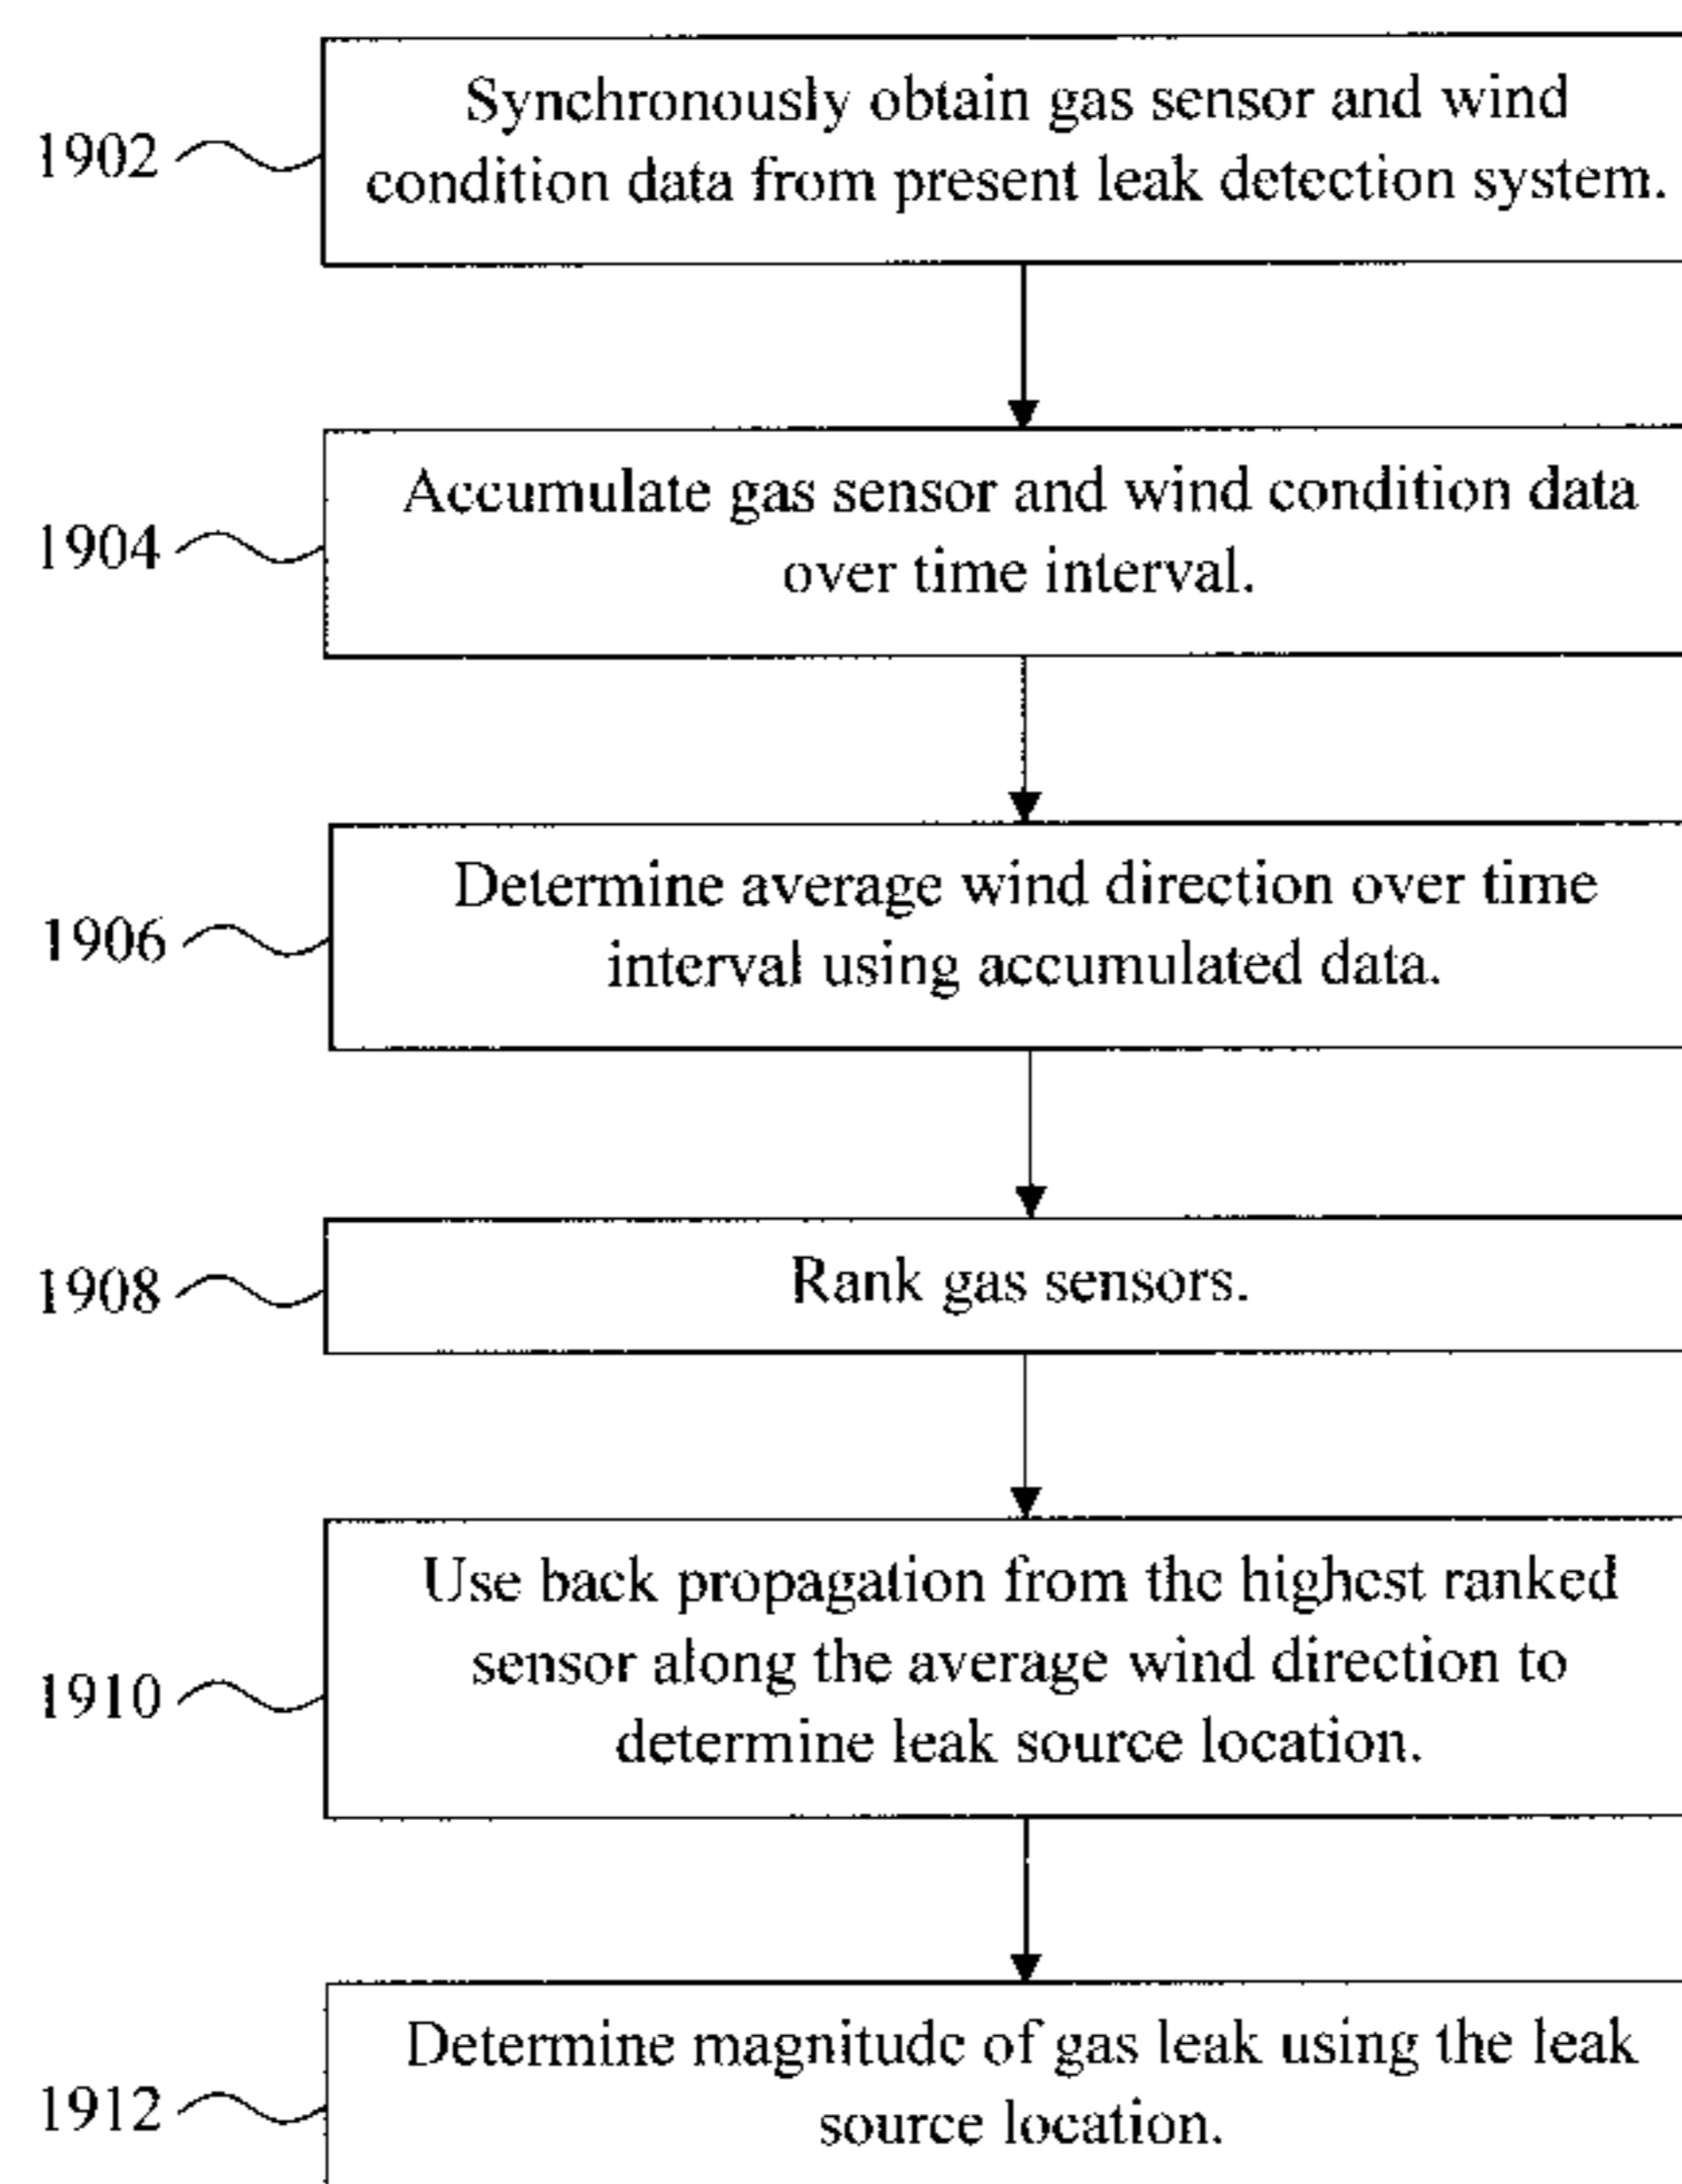 1902
Synchronously obtain gas sensor and wind
condition data from present leak detection system.
1904
Accumulate gas sensor and wind condition data
over time interval.
1906
Determine average wind direction over time
interval using accumulated data.
1908
Rank gas sensors.
1910
Use back propagation from the highest ranked
sensor along the average wind direction to
determine leak source location.
1912
Determine magnitude of gas leak using the leak
source location.